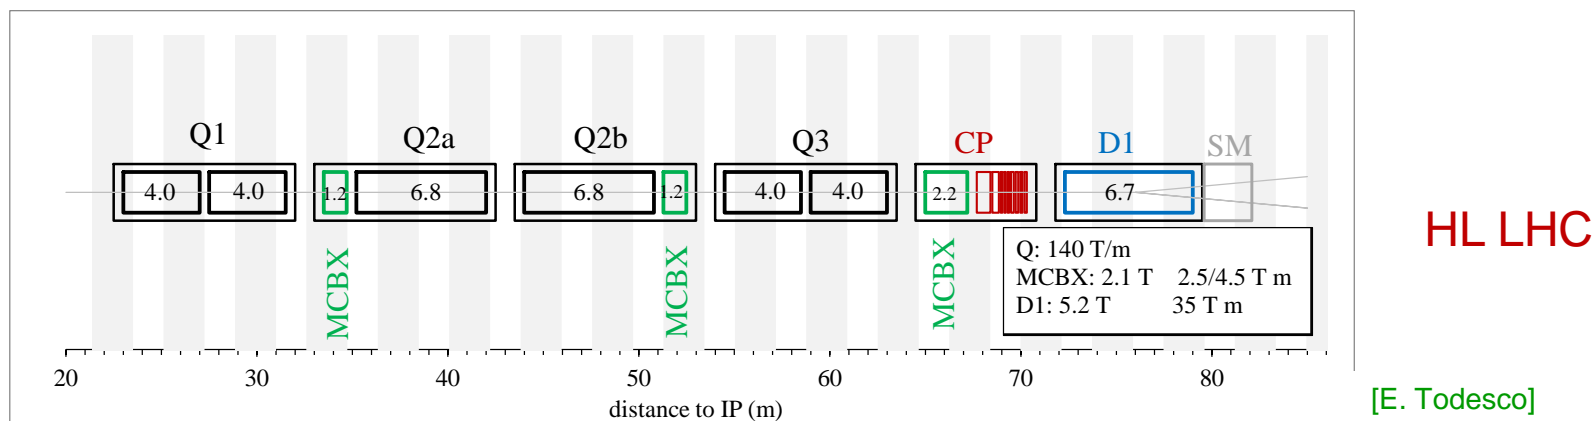 Q1 Q2a Q2b Q3 CP D1 SM
4.0 4.0 1.2 6.8 6.8 1.2 4.0 4.0 2.2 6.7
MCBX MCBX MCBX
Q: 140 T/m
MCBX: 2.1 T 2.5/4.5 T m
D1: 5.2 T 35 T m
20 30 40 50 60 70 80
distance to IP (m)
HL LHC
[E. Todesco]